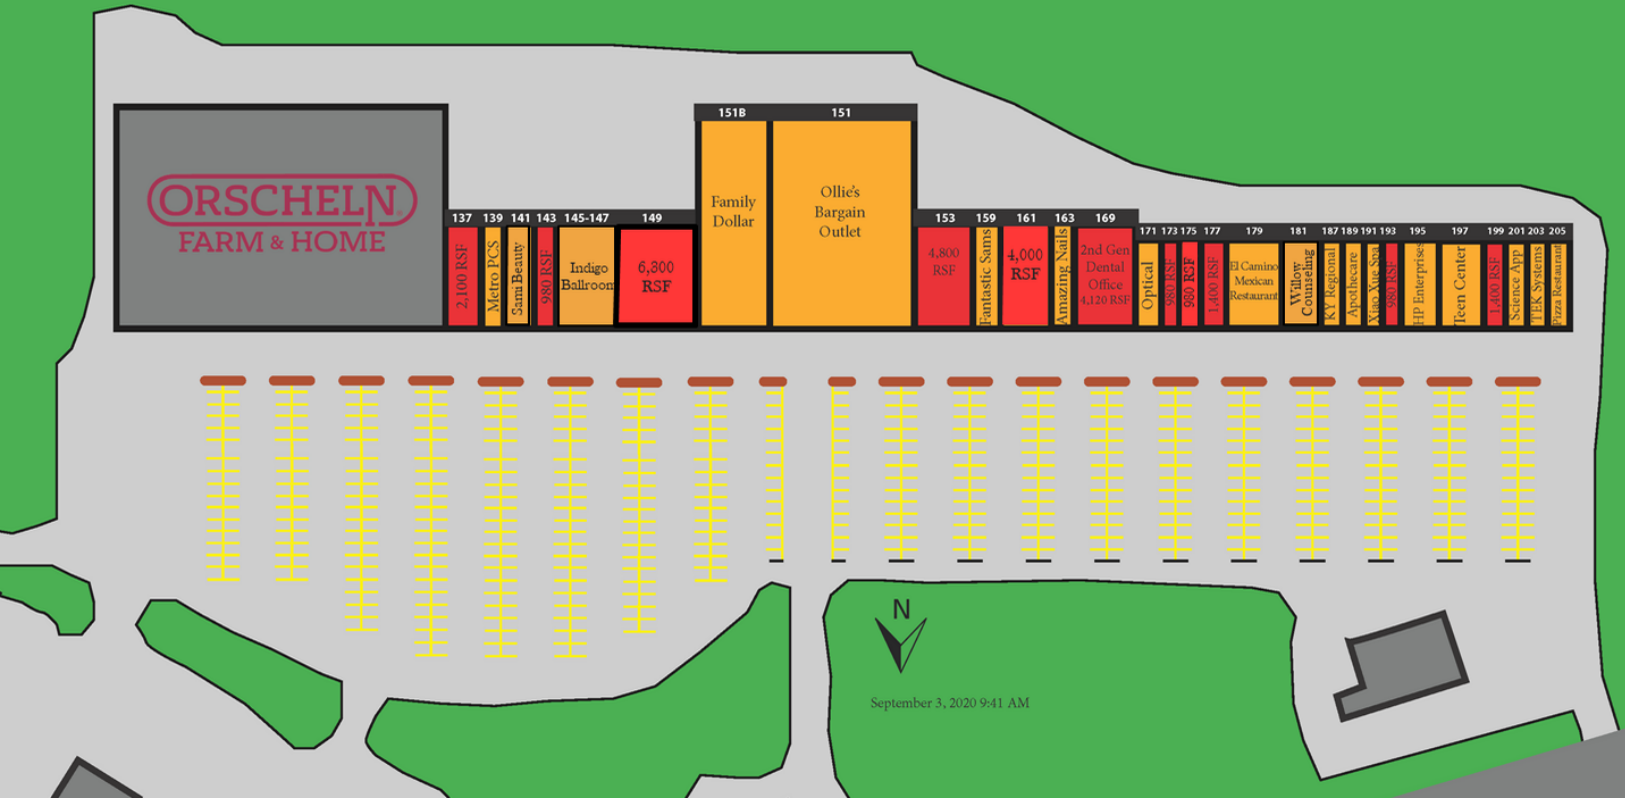 ORSCHELN
FARM & HOME
137 139 141 143 145-147 149
2,100 RSF
Metro PCS
Sami Beauty
980 RSF
Indigo
Ballroom
6,800
RSF
151B 151
Family
Dollar
Ollie's
Bargain
Outlet
153 159 161 163 169
4,800
RSF
Fantastic Sams
4,000
RSF
Amazing Nails
2nd Gen
Dental
Office
4,120 RSF
171 173 175 177 179 181 187 189 191 193 195 197 199 201 203 205
Optical
980 RSF
980 RSF
1,400 RSF
El Camino
Mexican
Restaurant
Willow
Counseling
KY Regional
Apothecare
Xiao Xue Spa
980 RSF
HP Enterprises
Teen Center
1,400 RSF
Science App
TEK Systems
Pizza Restaurant
N
September 3, 2020 9:41 AM